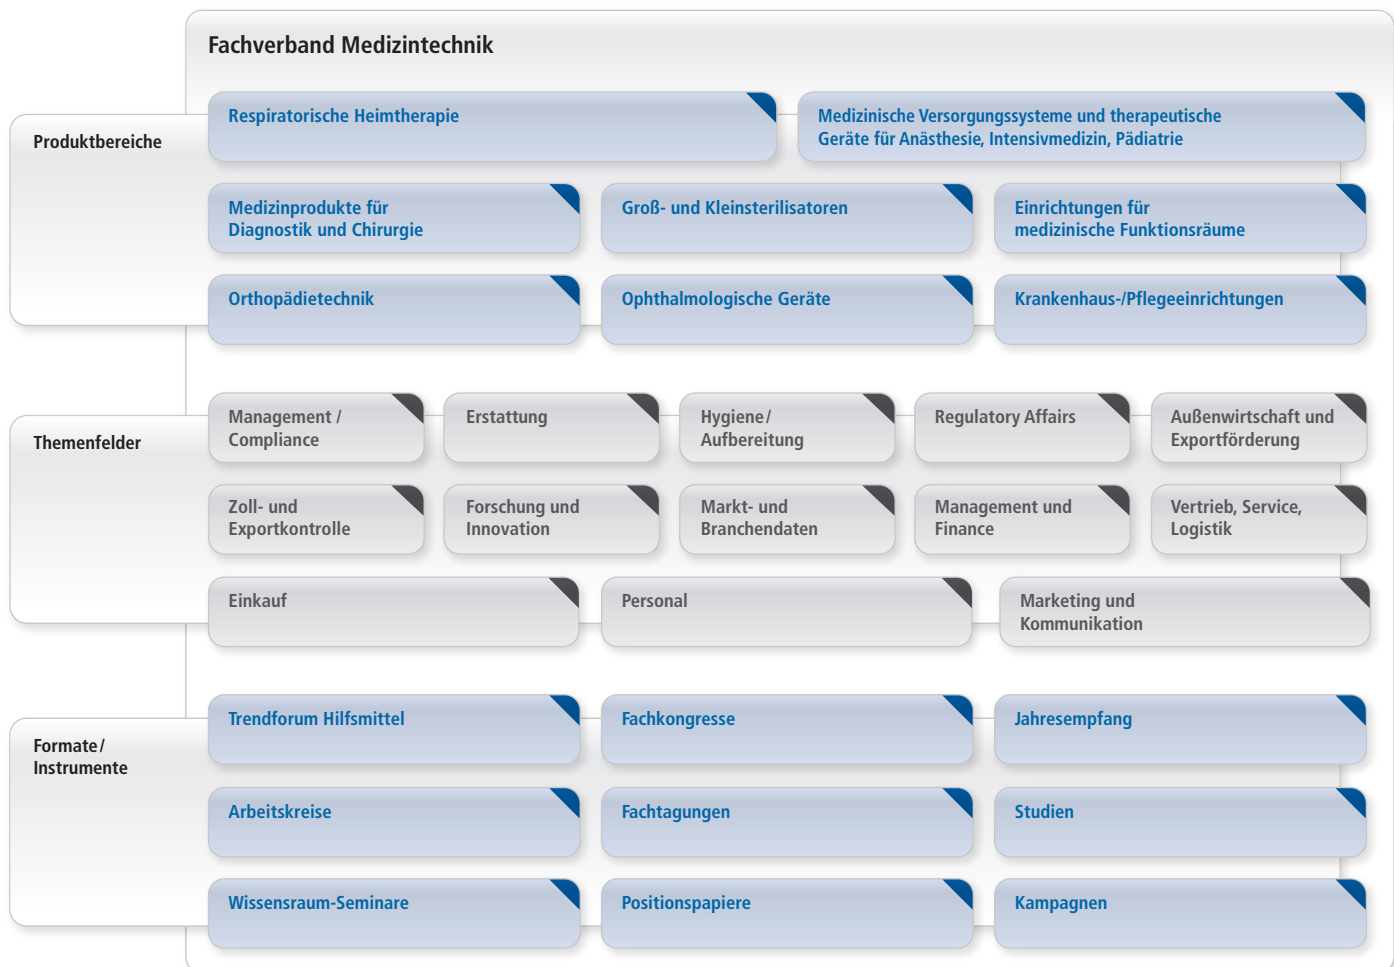 Fachverband Medizintechnik
Produktbereiche
Respiratorische Heimtherapie
Medizinische Versorgungssysteme und therapeutische
Geräte für Anästhesie, Intensivmedizin, Pädiatrie
Medizinprodukte für
Diagnostik und Chirurgie
Groß- und Kleinsterilisatoren
Einrichtungen für
medizinische Funktionsräume
Orthopädietechnik
Ophthalmologische Geräte
Krankenhaus-/Pflegeeinrichtungen
Themenfelder
Management /
Compliance
Erstattung
Hygiene/
Aufbereitung
Regulatory Affairs
Außenwirtschaft und
Exportförderung
Zoll- und
Exportkontrolle
Forschung und
Innovation
Markt- und
Branchendaten
Management und
Finance
Vertrieb, Service,
Logistik
Einkauf
Personal
Marketing und
Kommunikation
Formate/
Instrumente
Trendforum Hilfsmittel
Fachkongresse
Jahresempfang
Arbeitskreise
Fachtagungen
Studien
Wissensraum-Seminare
Positionspapiere
Kampagnen